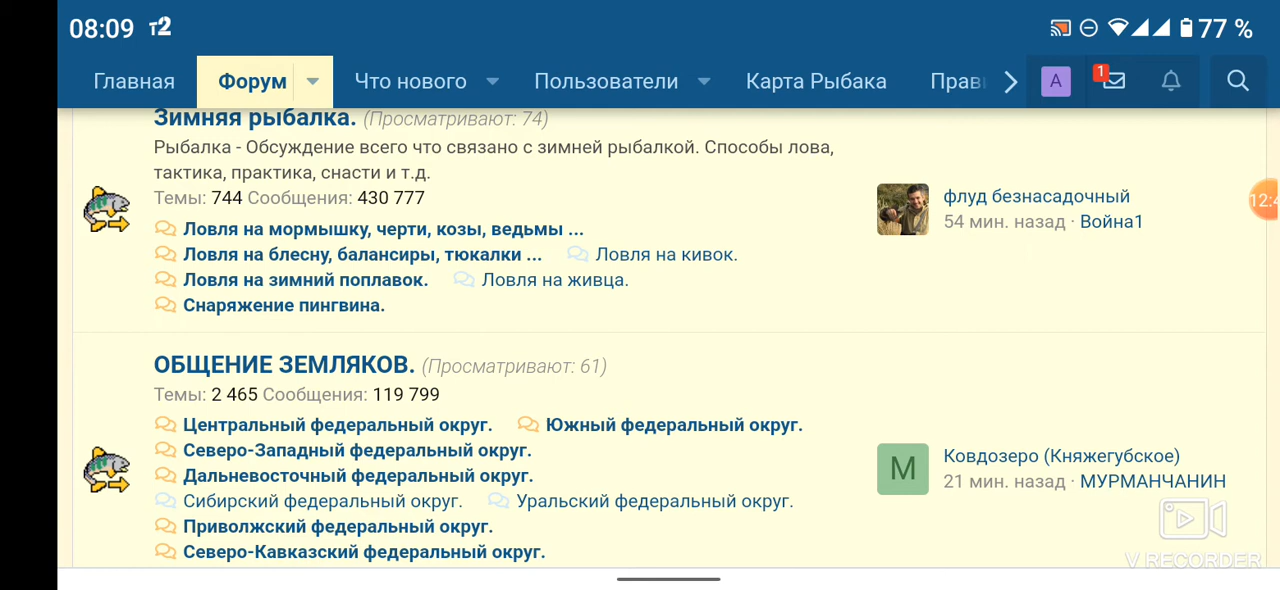 08:09 т2 77 %
Главная Форум Что нового Пользователи Карта Рыбака Прав A 1
Зимняя рыбалка. (Просматривают: 74)
Рыбалка - Обсуждение всего что связано с зимней рыбалкой. Способы лова,
тактика, практика, снасти и т.д.
Темы: 744 Сообщения: 430 777
Ловля на мормышку, черти, козы, ведьмы ...
Ловля на блесну, балансиры, тюкалки ... Ловля на кивок.
Ловля на зимний поплавок. Ловля на живца.
Снаряжение пингвина.
флуд безнасадочный
54 мин. назад · Война1
12:4
ОБЩЕНИЕ ЗЕМЛЯКОВ. (Просматривают: 61)
Темы: 2 465 Сообщения: 119 799
Центральный федеральный округ. Южный федеральный округ.
Северо-Западный федеральный округ.
Дальневосточный федеральный округ.
Сибирский федеральный округ. Уральский федеральный округ.
Приволжский федеральный округ.
Северо-Кавказский федеральный округ.
М
Ковдозеро (Княжегубское)
21 мин. назад · МУРМАНЧАНИН
V RECORDER